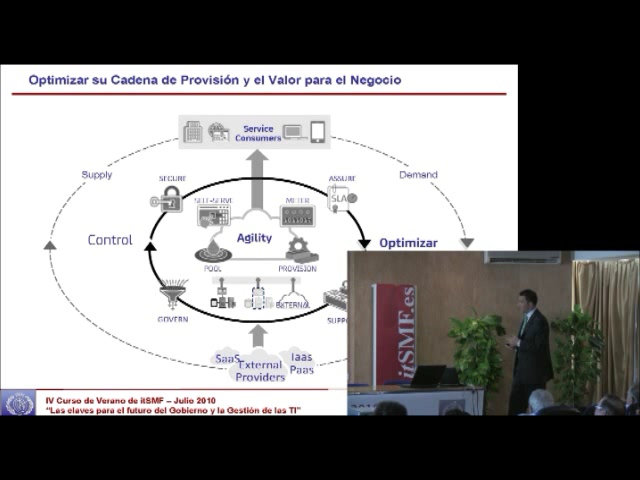 Optimizar su Cadena de Provisión y el Valor para el Negocio
Service
Consumers
Supply
Demand
SECURE
ASSURE
SELF-SERVE
METER
SLA
Control
Agility
Optimizar
POOL
PROVISION
EXTERNAL
GOVERN
SaaS
External
Providers
Iaas
Paas
itSMF.es
IV Curso de Verano de itSMF – Julio 2010
"Las claves para el futuro del Gobierno y la Gestión de las TI"